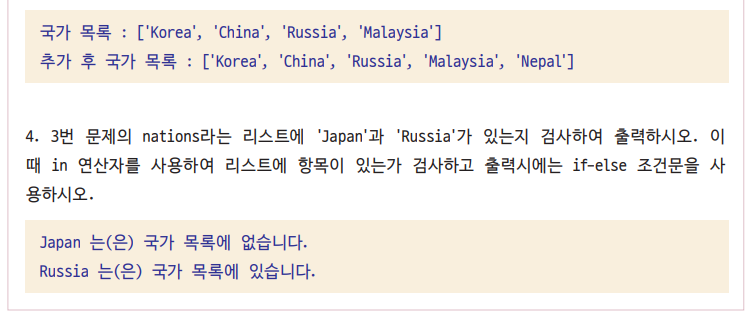 국가 목록 : ['Korea', 'China', 'Russia', 'Malaysia']
추가 후 국가 목록 : ['Korea', 'China', 'Russia', 'Malaysia', 'Nepal']
4. 3번 문제의 nations라는 리스트에 'Japan'과 'Russia'가 있는지 검사하여 출력하시오. 이
때 in 연산자를 사용하여 리스트에 항목이 있는가 검사하고 출력시에는 if-else 조건문을 사
용하시오.
Japan 는(은) 국가 목록에 없습니다.
Russia 는(은) 국가 목록에 있습니다.